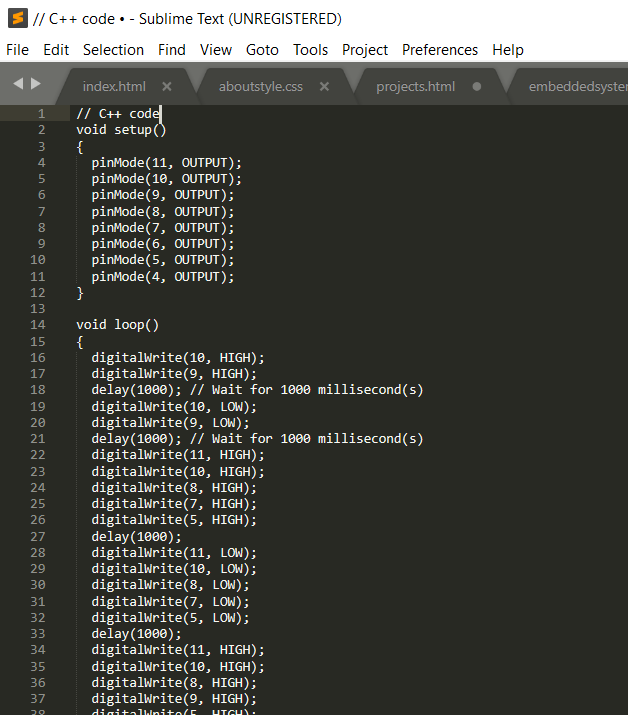 // C++ code • - Sublime Text (UNREGISTERED)
File Edit Selection Find View Goto Tools Project Preferences Help
index.html × aboutstyle.css × projects.html embeddedsyster
1 // C++ code
2 void setup()
3 {
4 pinMode(11, OUTPUT);
5 pinMode(10, OUTPUT);
6 pinMode(9, OUTPUT);
7 pinMode(8, OUTPUT);
8 pinMode(7, OUTPUT);
9 pinMode(6, OUTPUT);
10 pinMode(5, OUTPUT);
11 pinMode(4, OUTPUT);
12 }
13
14 void loop()
15 {
16 digitalWrite(10, HIGH);
17 digitalWrite(9, HIGH);
18 delay(1000); // Wait for 1000 millisecond(s)
19 digitalWrite(10, LOW);
20 digitalWrite(9, LOW);
21 delay(1000); // Wait for 1000 millisecond(s)
22 digitalWrite(11, HIGH);
23 digitalWrite(10, HIGH);
24 digitalWrite(8, HIGH);
25 digitalWrite(7, HIGH);
26 digitalWrite(5, HIGH);
27 delay(1000);
28 digitalWrite(11, LOW);
29 digitalWrite(10, LOW);
30 digitalWrite(8, LOW);
31 digitalWrite(7, LOW);
32 digitalWrite(5, LOW);
33 delay(1000);
34 digitalWrite(11, HIGH);
35 digitalWrite(10, HIGH);
36 digitalWrite(8, HIGH);
37 digitalWrite(9, HIGH);
38 digitalWrite(5, HIGH);